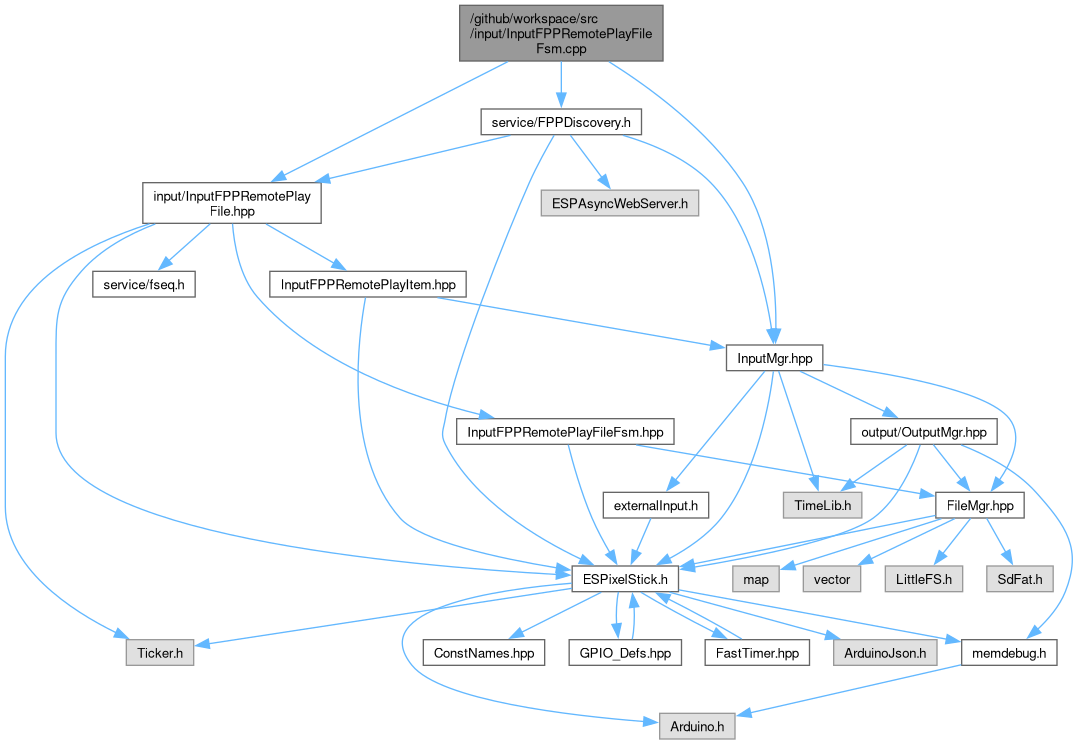 /github/workspace/src
/input/InputFPPRemotePlayFile
Fsm.cpp
service/FPPDiscovery.h
input/InputFPPRemotePlay
File.hpp
ESPAsyncWebServer.h
service/fseq.h
InputFPPRemotePlayItem.hpp
InputMgr.hpp
InputFPPRemotePlayFileFsm.hpp
output/OutputMgr.hpp
externalInput.h
TimeLib.h
FileMgr.hpp
ESPixelStick.h
map
vector
LittleFS.h
SdFat.h
Ticker.h
ConstNames.hpp
GPIO_Defs.hpp
FastTimer.hpp
ArduinoJson.h
memdebug.h
Arduino.h